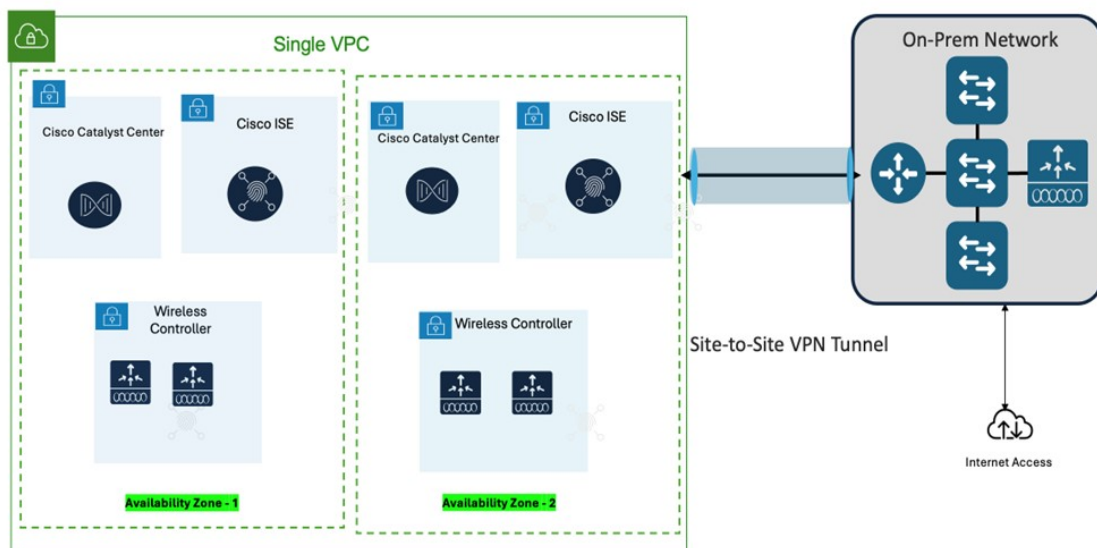 Single VPC
Cisco Catalyst Center
Cisco ISE
Wireless
Controller
Availability Zone - 1
Cisco Catalyst Center
Cisco ISE
Wireless Controller
Availability Zone - 2
Site-to-Site VPN Tunnel
On-Prem Network
Internet Access